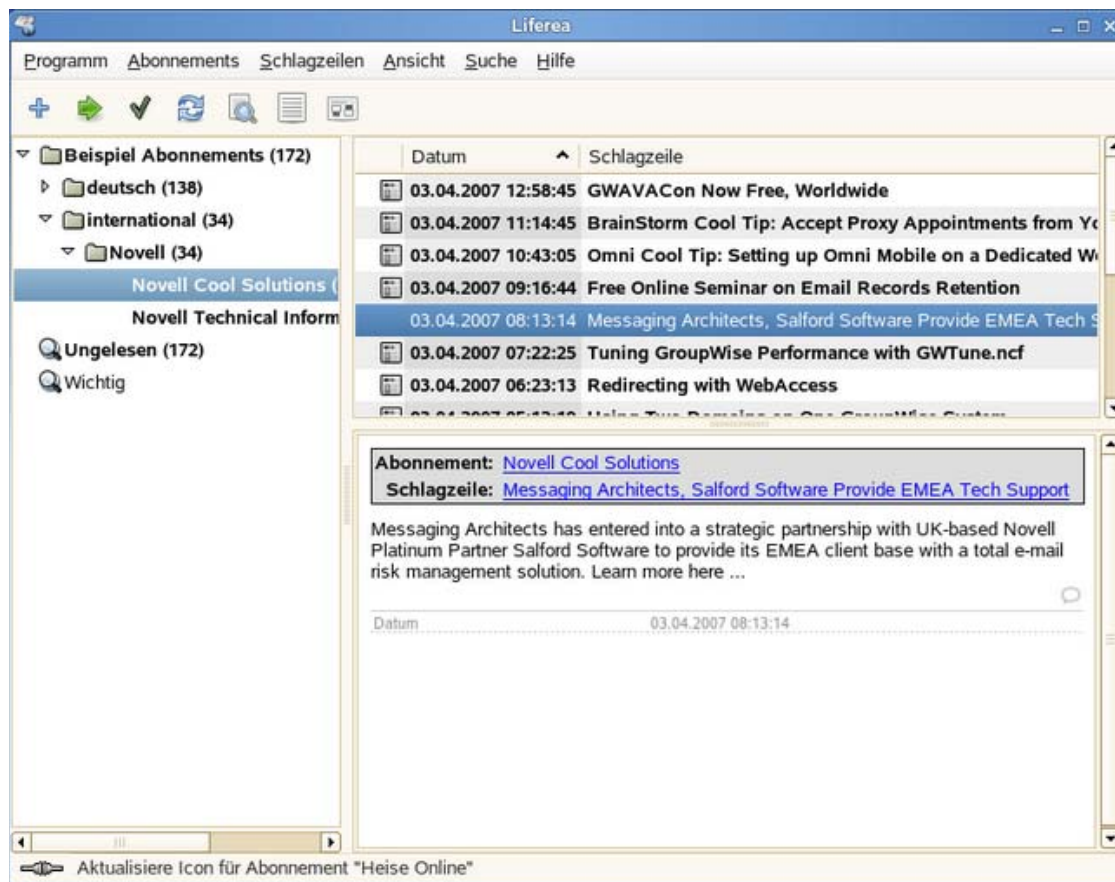 Liferea
Programm Abonnements Schlagzeilen Ansicht Suche Hilfe
Beispiel Abonnements (172)
deutsch (138)
international (34)
Novell (34)
Novell Cool Solutions (
Novell Technical Inform
Ungelesen (172)
Wichtig
Datum Schlagzeile
03.04.2007 12:58:45 GWAVACon Now Free, Worldwide
03.04.2007 11:14:45 BrainStorm Cool Tip: Accept Proxy Appointments from Yo
03.04.2007 10:43:05 Omni Cool Tip: Setting up Omni Mobile on a Dedicated W
03.04.2007 09:16:44 Free Online Seminar on Email Records Retention
03.04.2007 08:13:14 Messaging Architects, Salford Software Provide EMEA Tech S
03.04.2007 07:22:25 Tuning GroupWise Performance with GWTune.ncf
03.04.2007 06:23:13 Redirecting with WebAccess
Using Two Domains on One GroupWise System
Abonnement: Novell Cool Solutions
Schlagzeile: Messaging Architects, Salford Software Provide EMEA Tech Support
Messaging Architects has entered into a strategic partnership with UK-based Novell
Platinum Partner Salford Software to provide its EMEA client base with a total e-mail
risk management solution. Learn more here ...
Datum 03.04.2007 08:13:14
Aktualisiere Icon für Abonnement "Heise Online"